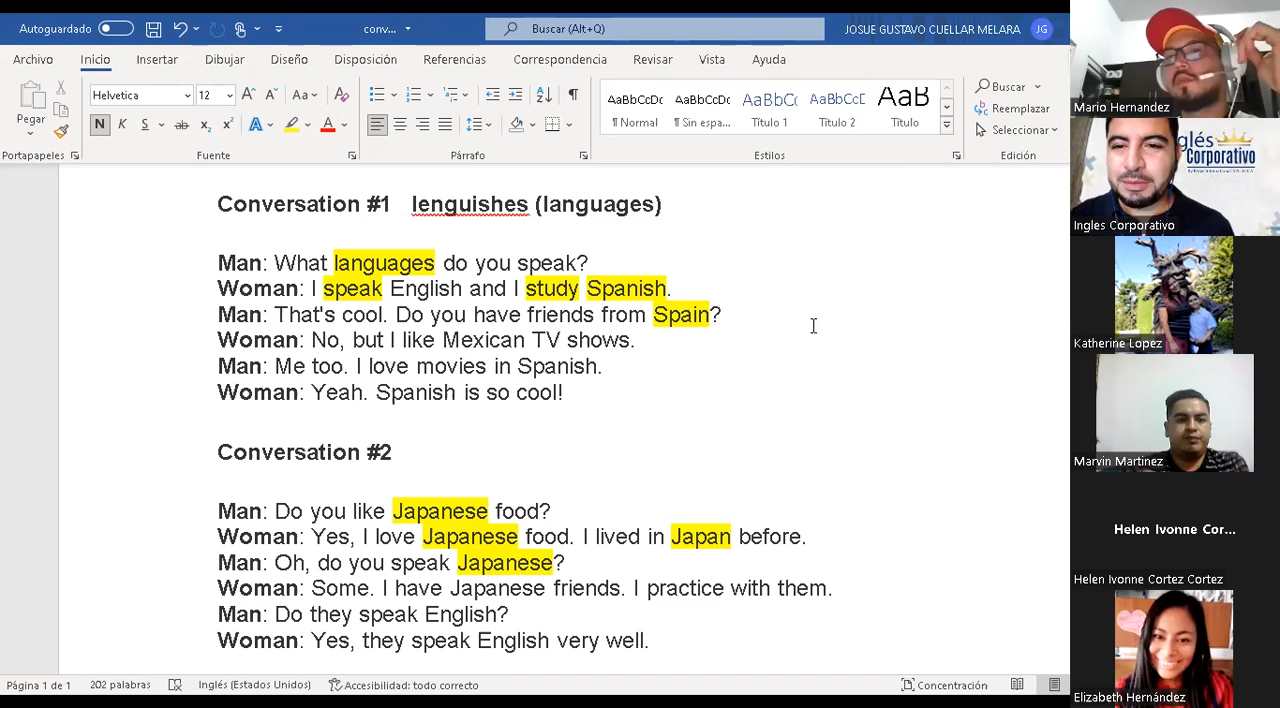 Autoguardado
conv...
Buscar (Alt+Q)
JOSUE GUSTAVO CUELLAR MELARA
JG
Archivo Inicio Insertar Dibujar Diseño Disposición Referencias Correspondencia Revisar Vista Ayuda
Pegar
Helvetica 12
Aa
N K S ab x₂ x² A A
AaBbCcDc AaBbCcDc AaBbCc AaBbCcD AaB
¶ Normal ¶ Sin espa... Título 1 Título 2 Título
Buscar
Reemplazar
Seleccionar
Portapapeles Fuente Párrafo Estilos Edición
Conversation #1 lenguishes (languages)
Man: What languages do you speak?
Woman: I speak English and I study Spanish.
Man: That's cool. Do you have friends from Spain?
Woman: No, but I like Mexican TV shows.
Man: Me too. I love movies in Spanish.
Woman: Yeah. Spanish is so cool!
Conversation #2
Man: Do you like Japanese food?
Woman: Yes, I love Japanese food. I lived in Japan before.
Man: Oh, do you speak Japanese?
Woman: Some. I have Japanese friends. I practice with them.
Man: Do they speak English?
Woman: Yes, they speak English very well.
Página 1 de 1 202 palabras Inglés (Estados Unidos) Accesibilidad: todo correcto Concentración
Mario Hernandez
glés
Corporativo
Ingles Corporativo
Katherine Lopez
Marvin Martinez
Helen Ivonne Cor...
Helen Ivonne Cortez Cortez
Elizabeth Hernández